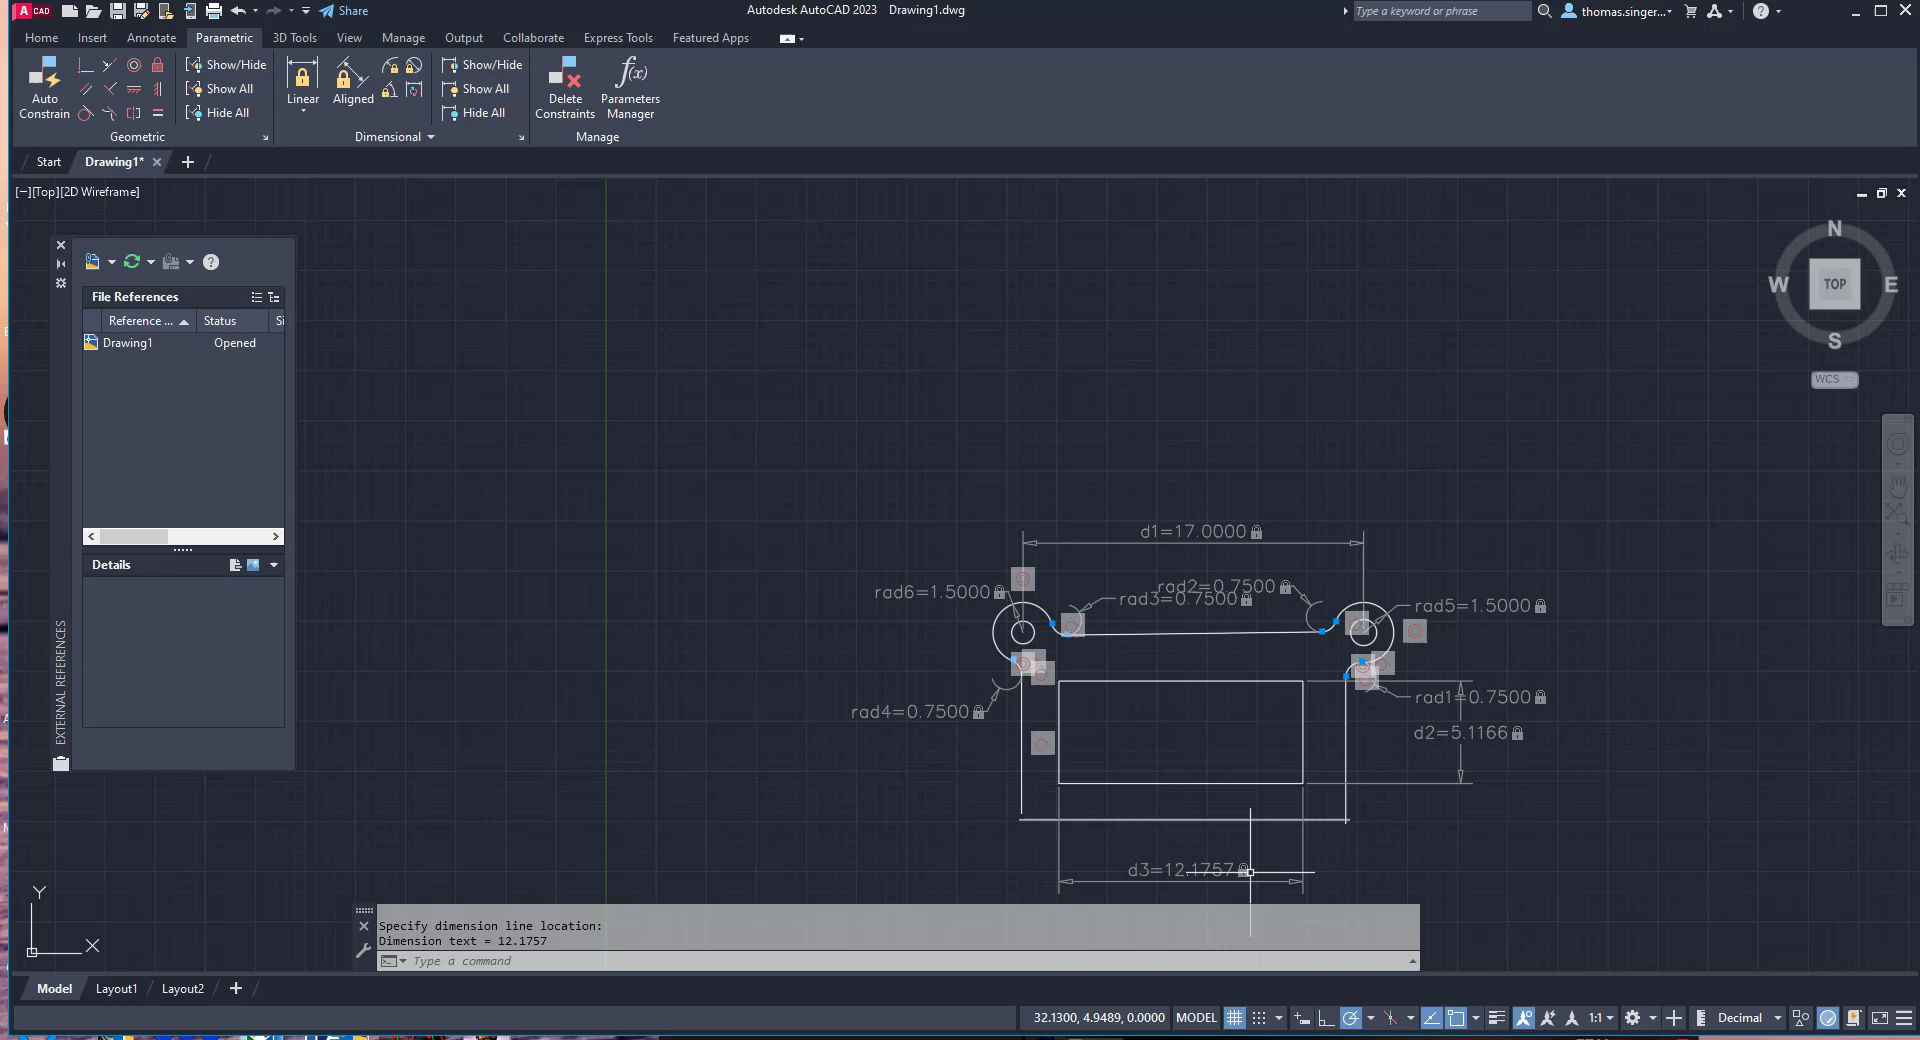 A CAD
Share
Autodesk AutoCAD 2023 Drawing1.dwg
Type a keyword or phrase
thomas.singer...
Home Insert Annotate Parametric 3D Tools View Manage Output Collaborate Express Tools Featured Apps
Auto
Constrain
Show/Hide
Show All
Hide All
Geometric
Linear
Aligned
Show/Hide
Show All
Hide All
Dimensional
Delete
Constraints
f(x)
Parameters
Manager
Manage
Start
Drawing1*
[−][Top][2D Wireframe]
File References
Reference ... Status Si
Drawing1 Opened
Details
EXTERNAL REFERENCES
N
W TOP E
S
WCS
d1=17.0000
rad2=0.7500
rad6=1.5000
rad3=0.7500
rad5=1.5000
rad4=0.7500
rad1=0.7500
d2=5.1166
d3=12.1757
Y
X
Specify dimension line location:
Dimension text = 12.1757
Type a command
Model Layout1 Layout2
32.1300, 4.9489, 0.0000 MODEL 1:1 Decimal